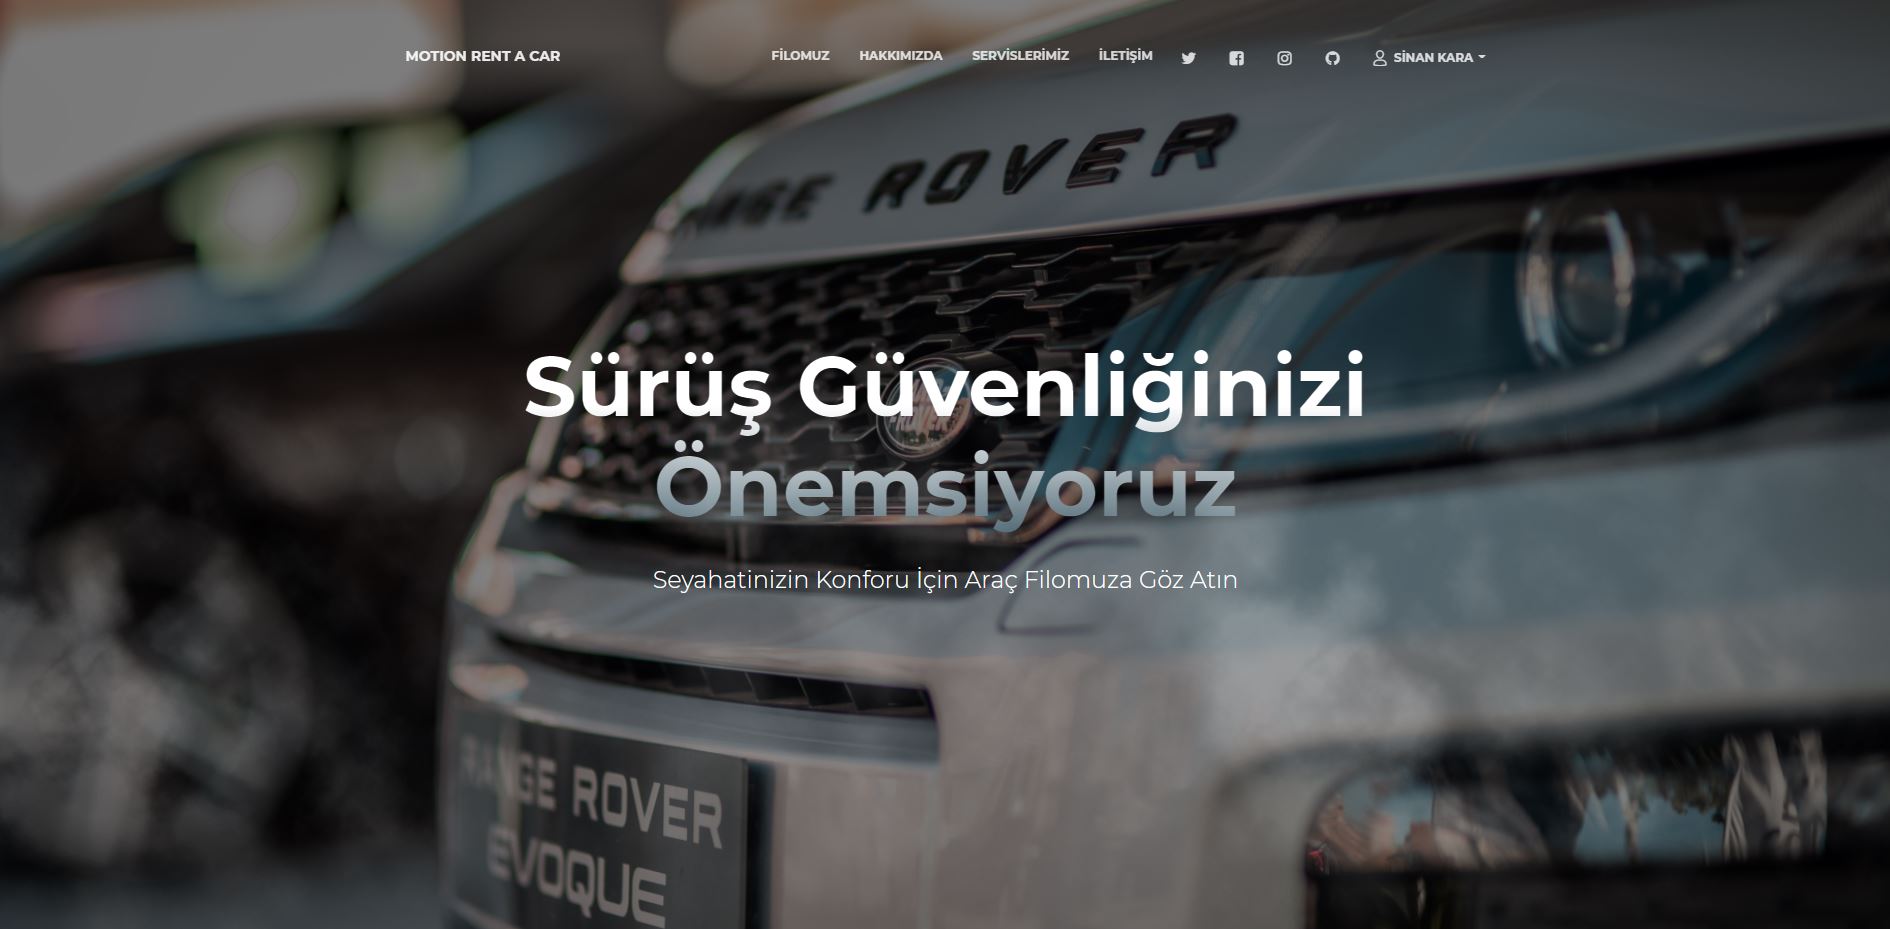 MOTION RENT A CAR
FİLOMUZ
HAKKIMIZDA
SERVİSLERİMİZ
İLETİŞİM
SİNAN KARA
RANGE ROVER
Sürüş Güvenliğinizi
Önemsiyoruz
Seyahatinizin Konforu İçin Araç Filomuza Göz Atın
RANGE ROVER
EVOQUE